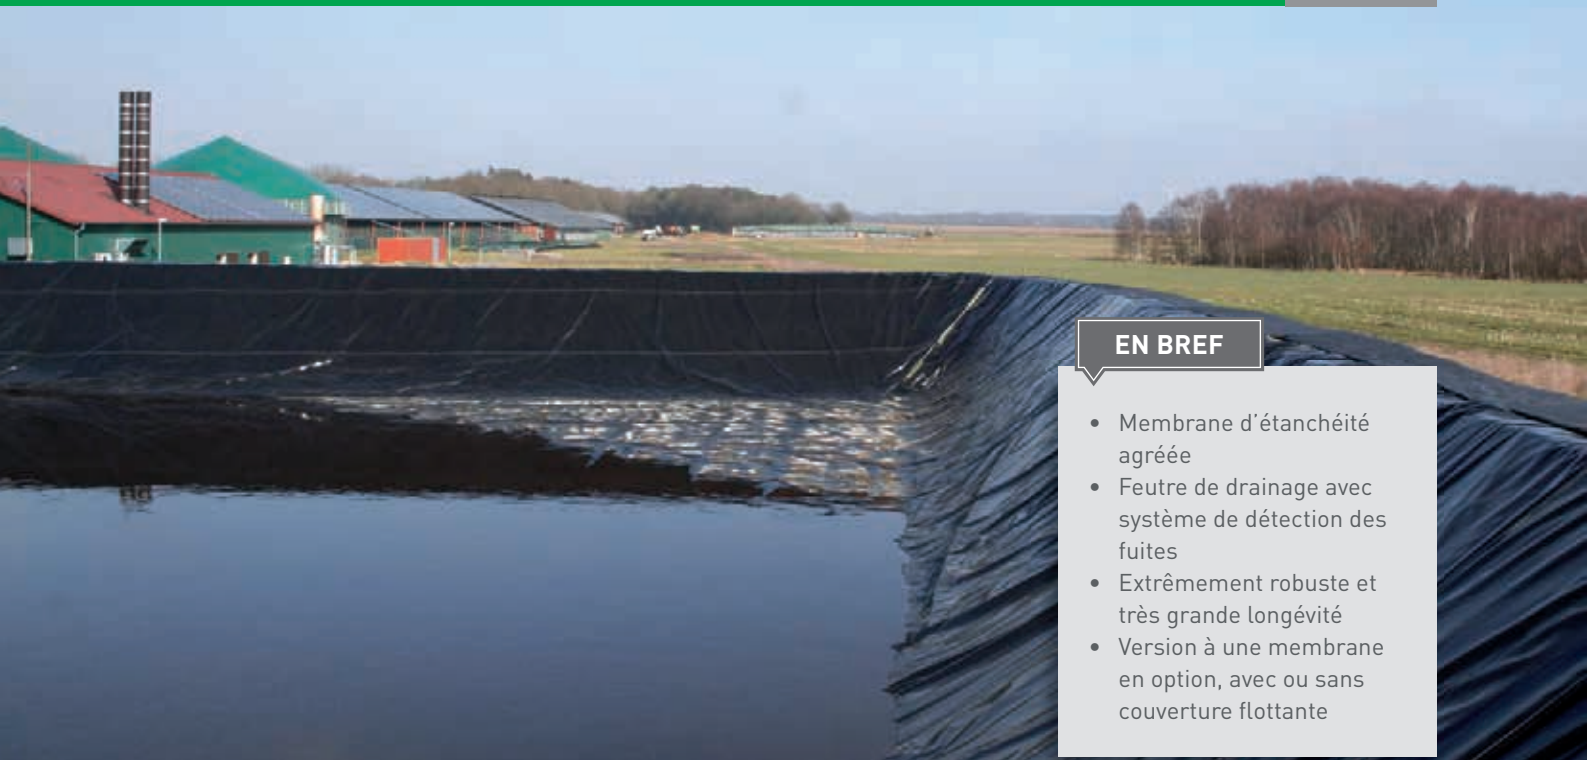 EN BREF
• Membrane d’étanchéité
agréée
• Feutre de drainage avec
système de détection des
fuites
• Extrêmement robuste et
très grande longévité
• Version à une membrane
en option, avec ou sans
couverture flottante